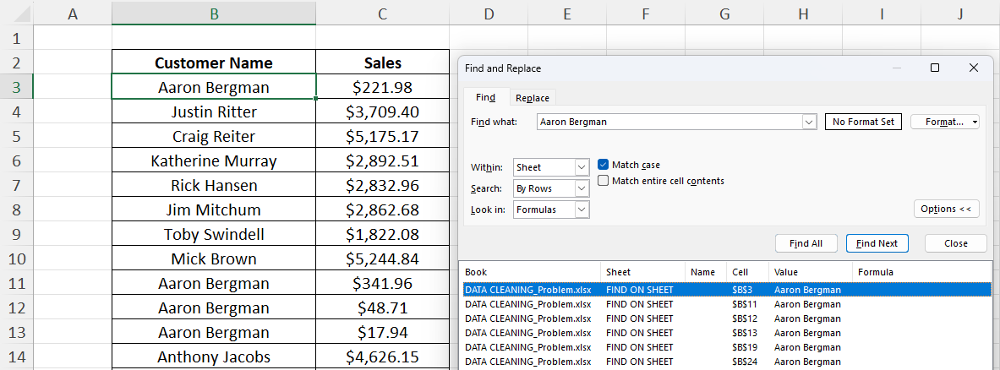 A B C D E F G H I J
1
2 Customer Name Sales
3 Aaron Bergman $221.98
4 Justin Ritter $3,709.40
5 Craig Reiter $5,175.17
6 Katherine Murray $2,892.51
7 Rick Hansen $2,832.96
8 Jim Mitchum $2,862.68
9 Toby Swindell $1,822.08
10 Mick Brown $5,244.84
11 Aaron Bergman $341.96
12 Aaron Bergman $48.71
13 Aaron Bergman $17.94
14 Anthony Jacobs $4,626.15
Find and Replace
Find Replace
Find what: Aaron Bergman No Format Set Format...
Within: Sheet Match case
Search: By Rows Match entire cell contents
Look in: Formulas Options <<
Find All Find Next Close
Book Sheet Name Cell Value Formula
DATA CLEANING_Problem.xlsx FIND ON SHEET $B$3 Aaron Bergman
DATA CLEANING_Problem.xlsx FIND ON SHEET $B$11 Aaron Bergman
DATA CLEANING_Problem.xlsx FIND ON SHEET $B$12 Aaron Bergman
DATA CLEANING_Problem.xlsx FIND ON SHEET $B$13 Aaron Bergman
DATA CLEANING_Problem.xlsx FIND ON SHEET $B$19 Aaron Bergman
DATA CLEANING_Problem.xlsx FIND ON SHEET $B$24 Aaron Bergman